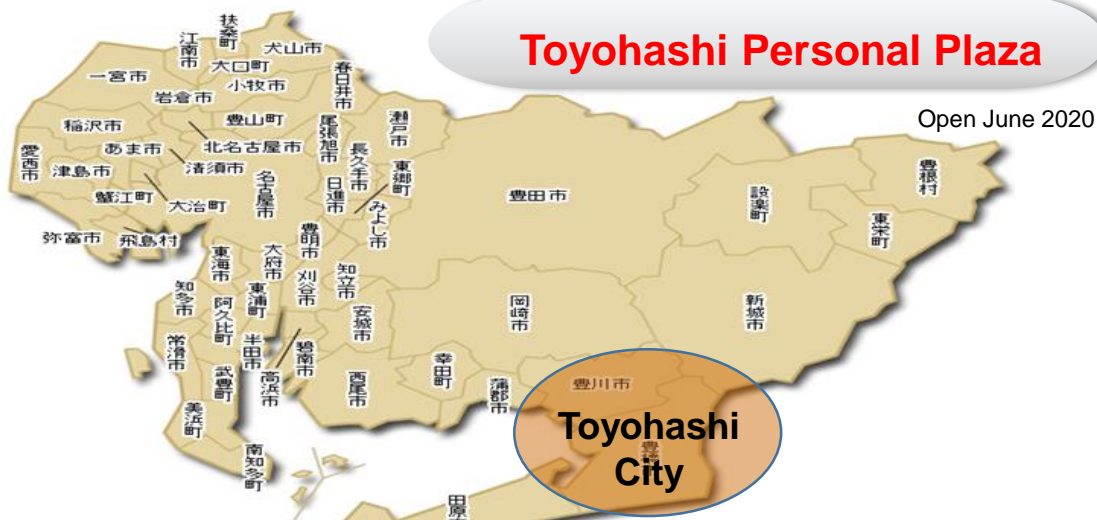 Toyohashi Personal Plaza
Open June 2020
扶桑町
江南市
犬山市
大口町
一宮市
小牧市
春日井市
岩倉市
稲沢市
豊山町
尾張旭市
瀬戸市
愛西市
あま市
北名古屋市
長久手市
津島市
清須市
東郷町
豊根村
名古屋市
日進市
豊田市
設楽町
蟹江町
大治町
みよし市
東栄町
弥富市
飛島村
豊明市
東海市
大府市
知立市
刈谷市
知多市
東浦町
岡崎市
新城市
阿久比町
安城市
常滑市
半田市
碧南市
高浜市
武豊町
西尾市
幸田町
蒲郡市
豊川市
美浜町
Toyohashi
City
南知多町
田原